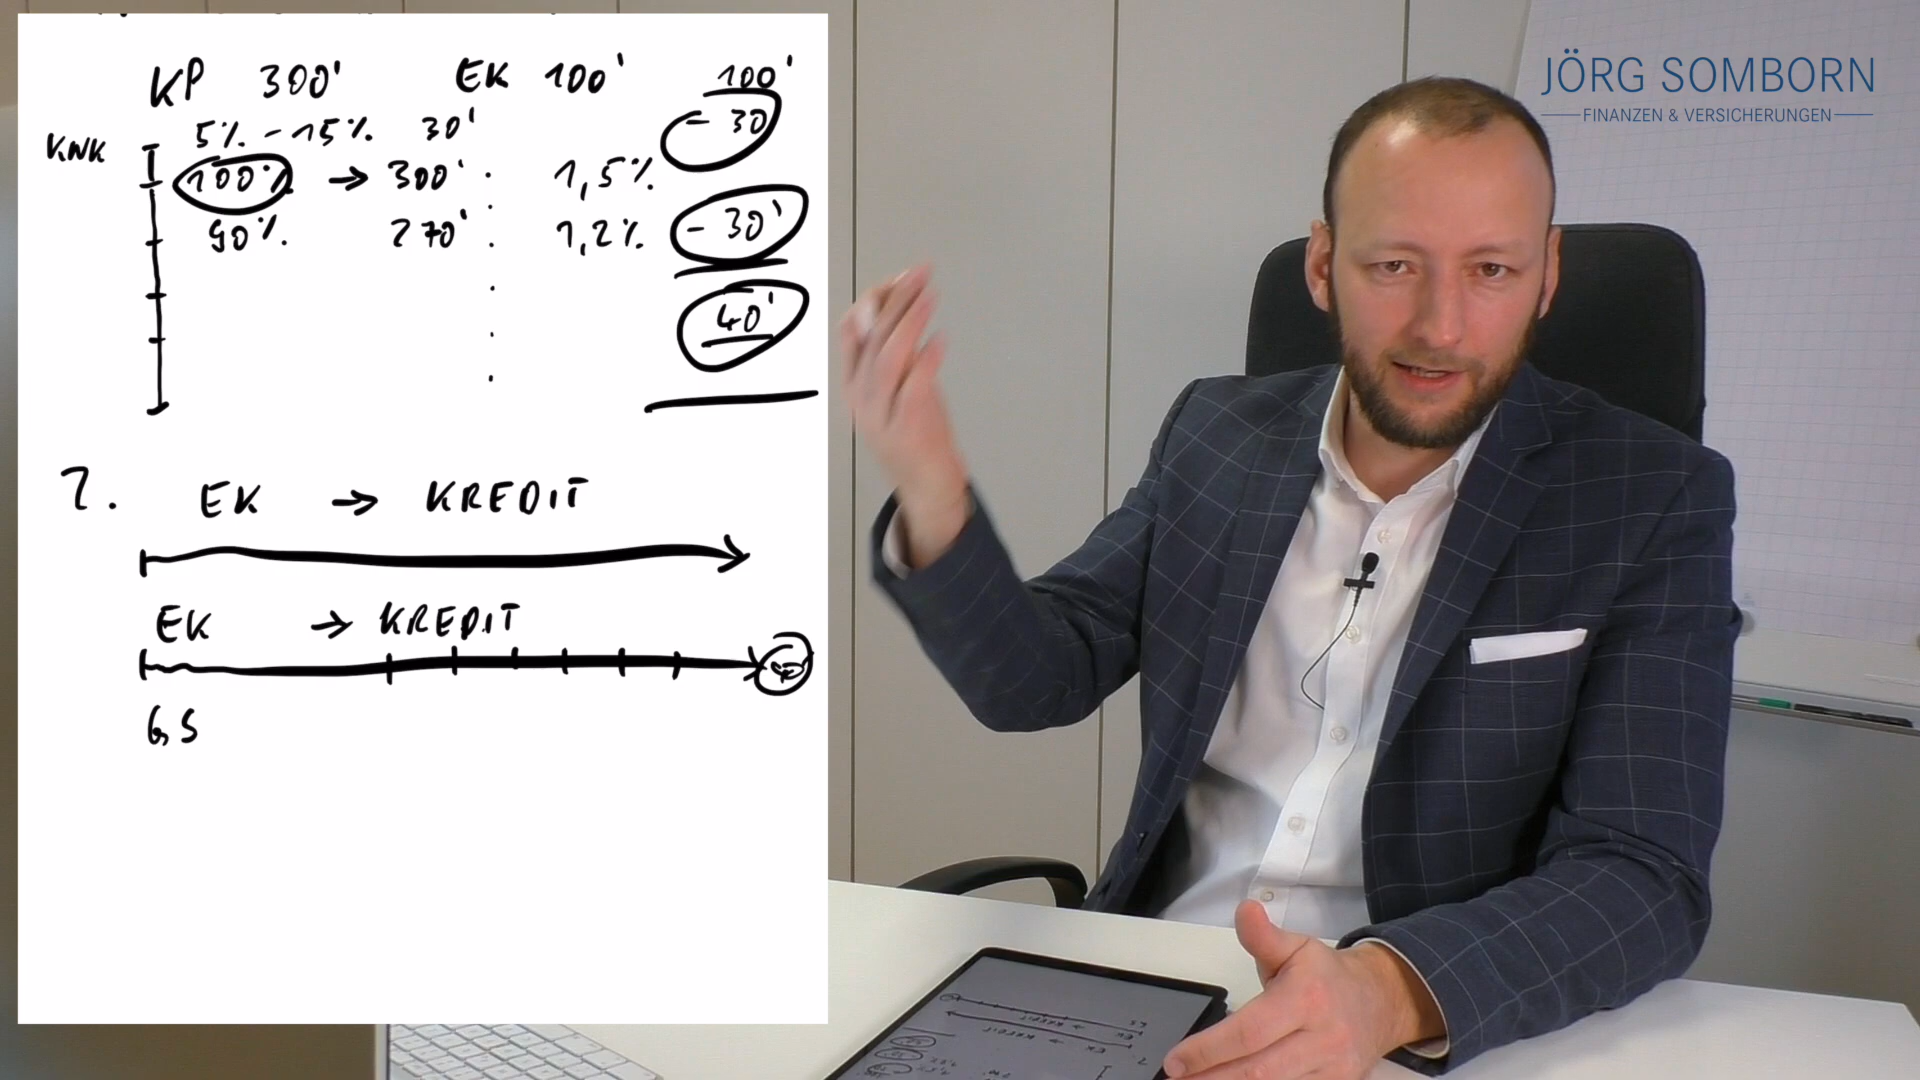 KP 300' EK 100' 100'
KNK 5% - 15% 30' - 30
100% → 300' 1,5%
90% 270' 1,2% - 30'
40'
2. EK → KREDIT
EK → KREDIT
GS
JÖRG SOMBORN
FINANZEN & VERSICHERUNGEN